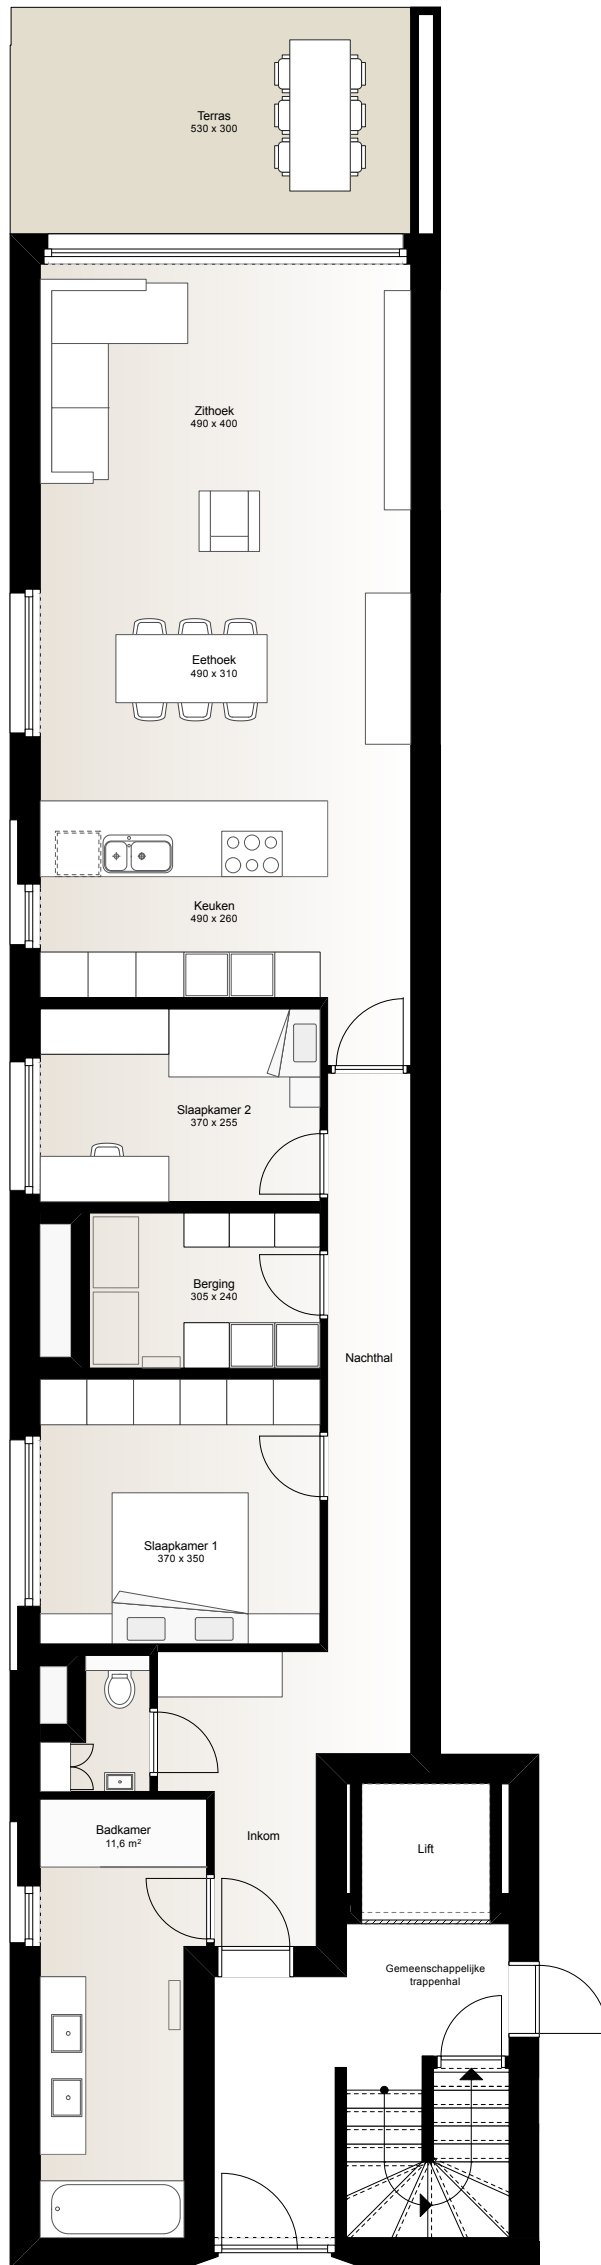 Terras
530 x 300
Zithoek
490 x 400
Eethoek
490 x 310
Keuken
490 x 260
Slaapkamer 2
370 x 255
Berging
305 x 240
Nachthal
Slaapkamer 1
370 x 350
Badkamer
11,6 m²
Inkom
Lift
Gemeenschappelijke
trappenhal